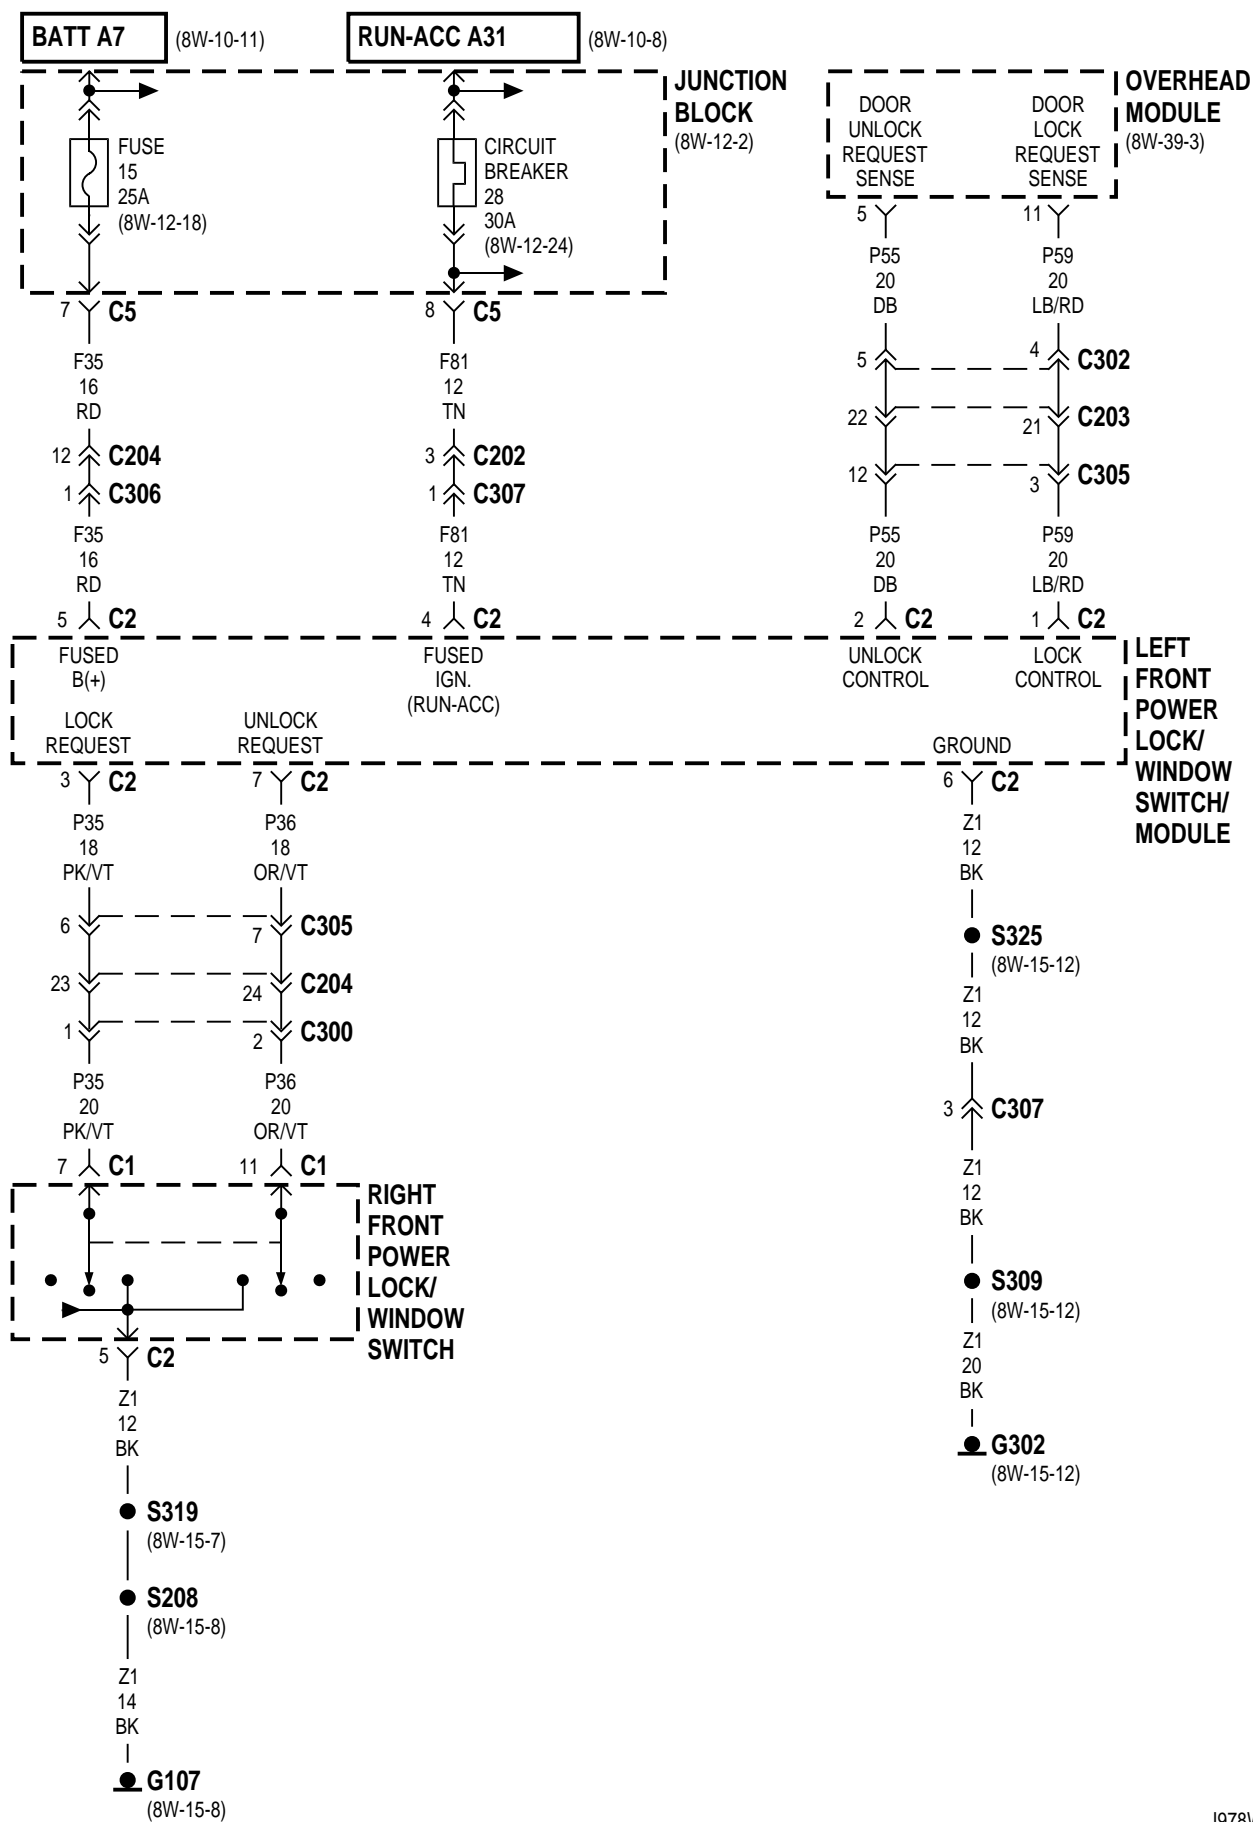 BATT A7 (8W-10-11) RUN-ACC A31 (8W-10-8)
JUNCTION
BLOCK
(8W-12-2)
OVERHEAD
MODULE
(8W-39-3)
FUSE
15
25A
(8W-12-18)
CIRCUIT
BREAKER
28
30A
(8W-12-24)
DOOR
UNLOCK
REQUEST
SENSE
DOOR
LOCK
REQUEST
SENSE
5 11
7 C5
F35
16
RD
12 C204
1 C306
F35
16
RD
5 C2
8 C5
F81
12
TN
3 C202
1 C307
F81
12
TN
4 C2
P55
20
DB
P59
20
LB/RD
5 4 C302
22 21 C203
12 3 C305
P55
20
DB
P59
20
LB/RD
2 C2 1 C2
FUSED
B(+)
FUSED
IGN.
(RUN-ACC)
UNLOCK
CONTROL
LOCK
CONTROL
LEFT
FRONT
POWER
LOCK/
WINDOW
SWITCH/
MODULE
LOCK
REQUEST
UNLOCK
REQUEST
GROUND
3 C2 7 C2 6 C2
P35
18
PK/VT
P36
18
OR/VT
6 7 C305
23 24 C204
1 2 C300
P35
20
PK/VT
P36
20
OR/VT
7 C1 11 C1
Z1
12
BK
S325
(8W-15-12)
Z1
12
BK
3 C307
Z1
12
BK
S309
(8W-15-12)
Z1
20
BK
G302
(8W-15-12)
RIGHT
FRONT
POWER
LOCK/
WINDOW
SWITCH
5 C2
Z1
12
BK
S319
(8W-15-7)
S208
(8W-15-8)
Z1
14
BK
G107
(8W-15-8)